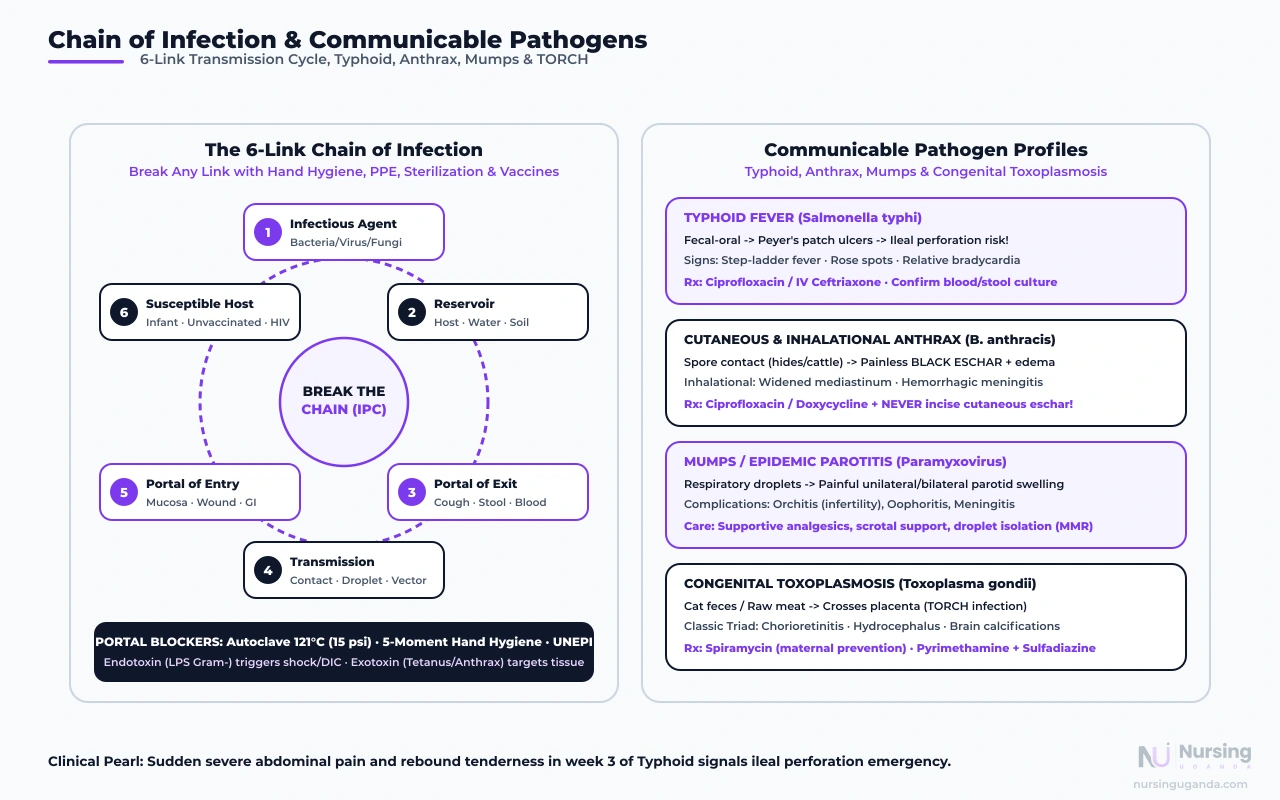 Chain of Infection & Communicable Pathogens
6-Link Transmission Cycle, Typhoid, Anthrax, Mumps & TORCH
The 6-Link Chain of Infection
Break Any Link with Hand Hygiene, PPE, Sterilization & Vaccines
1
Infectious Agent
Bacteria/Virus/Fungi
6
Susceptible Host
Infant · Unvaccinated · HIV
2
Reservoir
Host · Water · Soil
BREAK THE
CHAIN (IPC)
5
Portal of Entry
Mucosa · Wound · GI
3
Portal of Exit
Cough · Stool · Blood
4
Transmission
Contact · Droplet · Vector
PORTAL BLOCKERS: Autoclave 121°C (15 psi) · 5-Moment Hand Hygiene · UNEPI
Endotoxin (LPS Gram-) triggers shock/DIC · Exotoxin (Tetanus/Anthrax) targets tissue
Communicable Pathogen Profiles
Typhoid, Anthrax, Mumps & Congenital Toxoplasmosis
TYPHOID FEVER (Salmonella typhi)
Fecal-oral -> Peyer's patch ulcers -> Ileal perforation risk!
Signs: Step-ladder fever · Rose spots · Relative bradycardia
Rx: Ciprofloxacin / IV Ceftriaxone · Confirm blood/stool culture
CUTANEOUS & INHALATIONAL ANTHRAX (B. anthracis)
Spore contact (hides/cattle) -> Painless BLACK ESCHAR + edema
Inhalational: Widened mediastinum · Hemorrhagic meningitis
Rx: Ciprofloxacin / Doxycycline + NEVER incise cutaneous eschar!
MUMPS / EPIDEMIC PAROTITIS (Paramyxovirus)
Respiratory droplets -> Painful unilateral/bilateral parotid swelling
Complications: Orchitis (infertility), Oophoritis, Meningitis
Care: Supportive analgesics, scrotal support, droplet isolation (MMR)
CONGENITAL TOXOPLASMOSIS (Toxoplasma gondii)
Cat feces / Raw meat -> Crosses placenta (TORCH infection)
Classic Triad: Chorioretinitis · Hydrocephalus · Brain calcifications
Rx: Spiramycin (maternal prevention) · Pyrimethamine + Sulfadiazine
Clinical Pearl: Sudden severe abdominal pain and rebound tenderness in week 3 of Typhoid signals ileal perforation emergency.
NU Nursing
UGANDA
nursinguganda.com